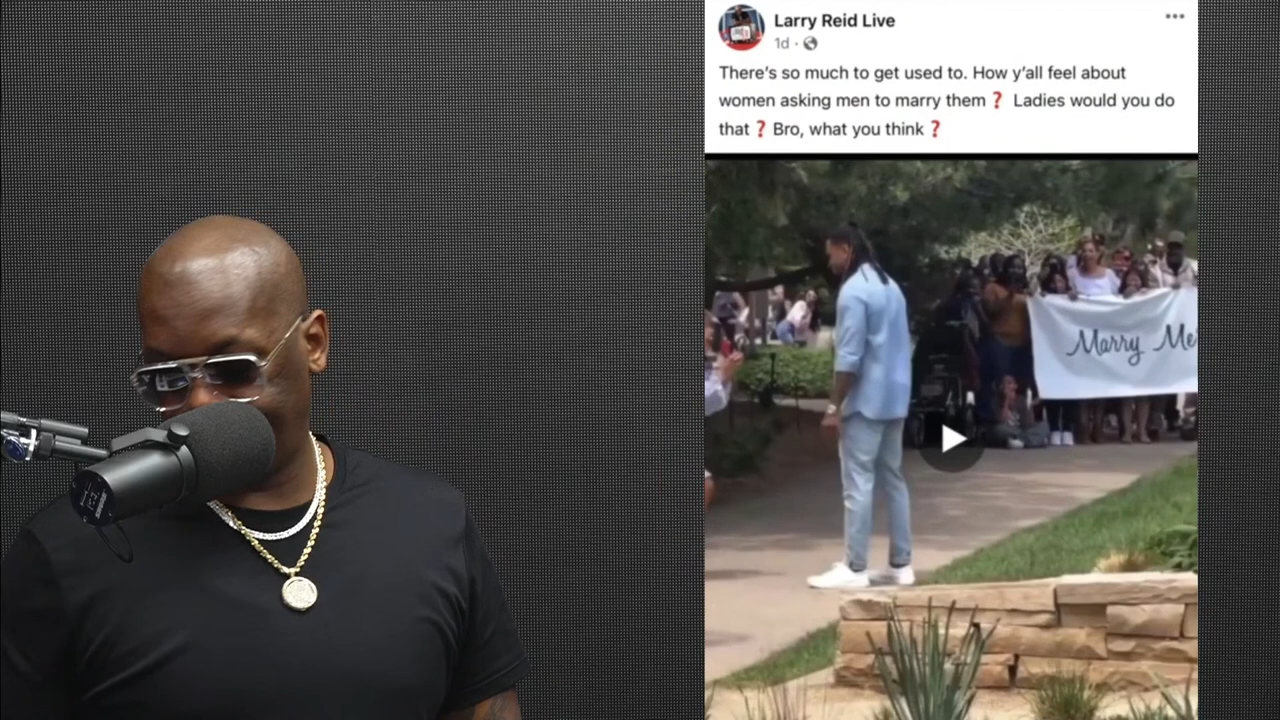 Larry Reid Live
1d ·
There's so much to get used to. How y'all feel about
women asking men to marry them❓ Ladies would you do
that❓Bro, what you think❓
Marry Me